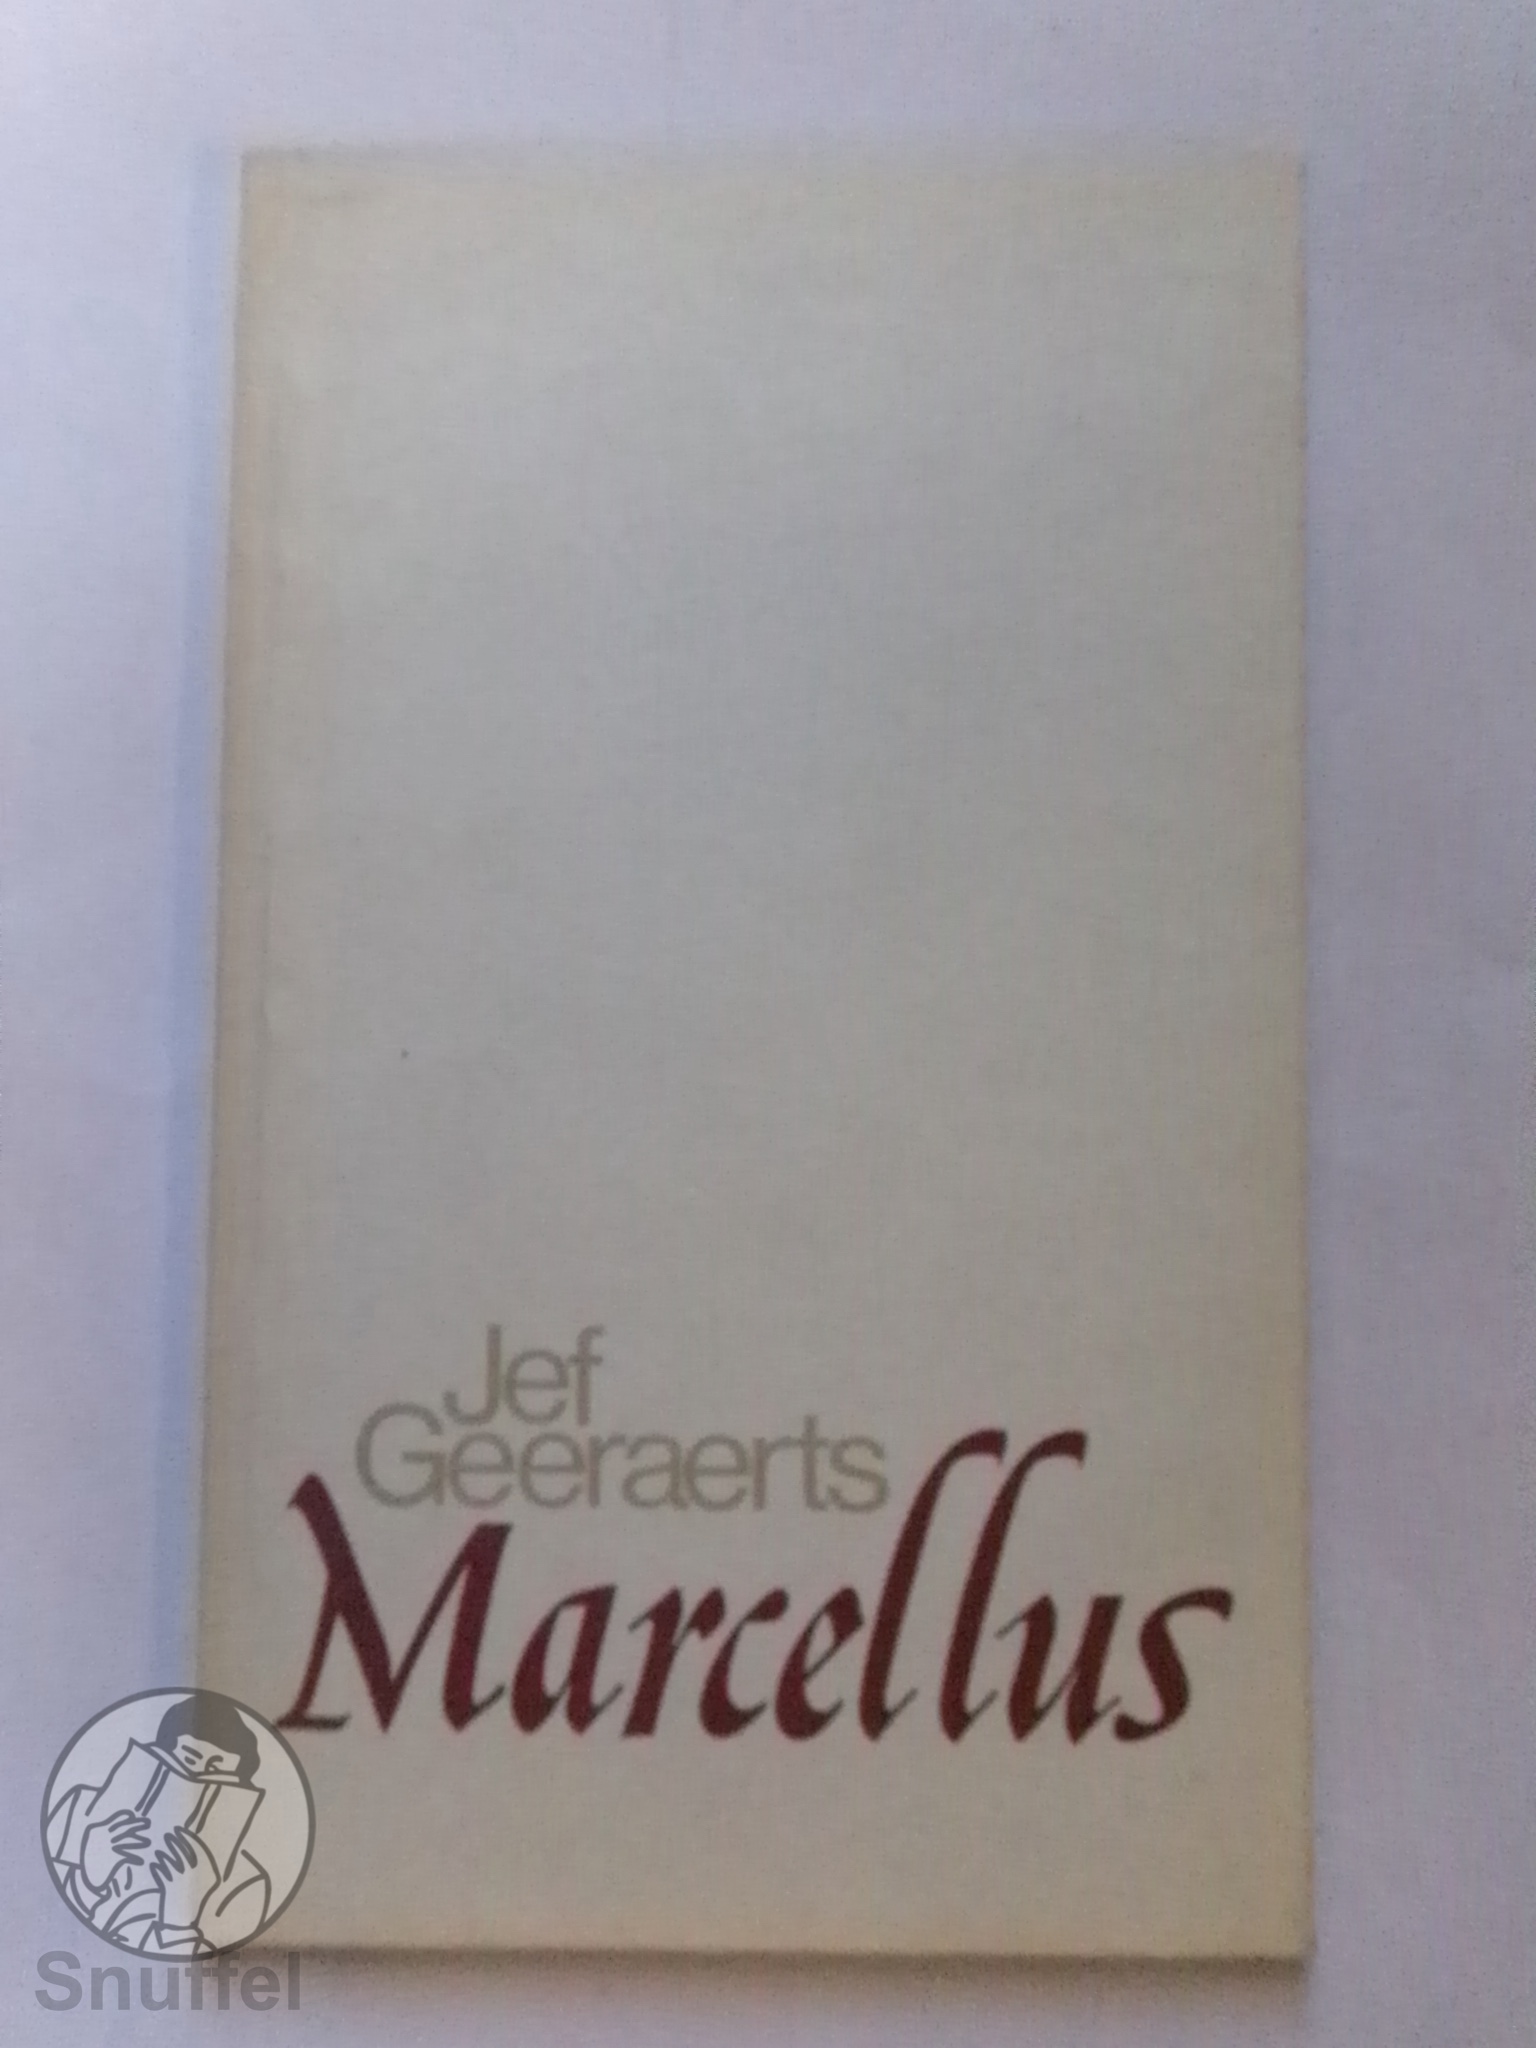 Jef
Geeraerts
Marcellus
Snuffel